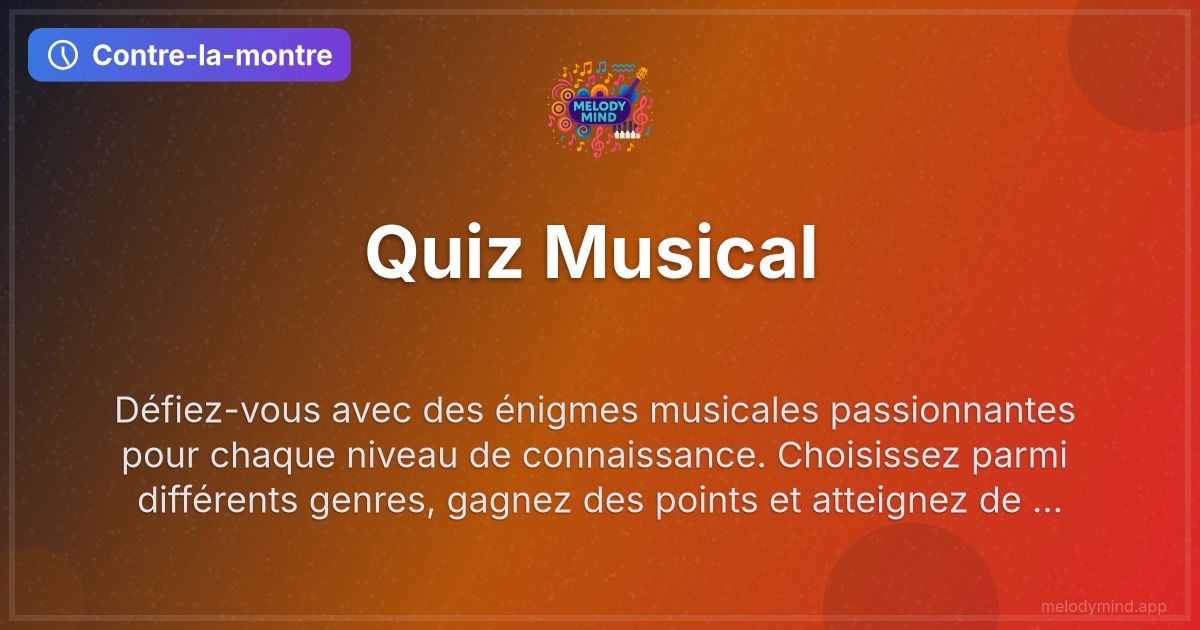 Contre-la-montre
MELODY
MIND
Quiz Musical
Défiez-vous avec des énigmes musicales passionnantes
pour chaque niveau de connaissance. Choisissez parmi
différents genres, gagnez des points et atteignez de ...
melodymind.app